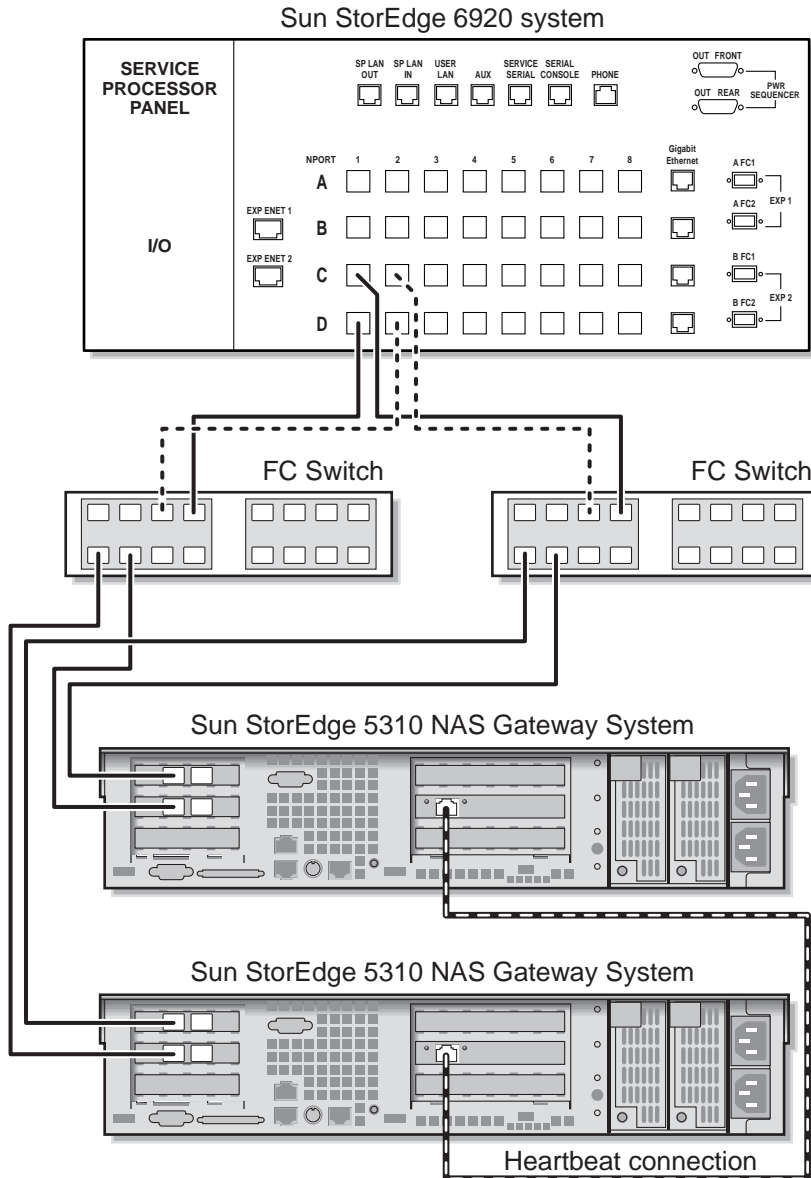 Sun StorEdge 6920 system
SERVICE
PROCESSOR
PANEL
SP LAN
OUT
SP LAN
IN
USER
LAN
AUX
SERVICE
SERIAL
SERIAL
CONSOLE
PHONE
OUT FRONT
OUT REAR
PWR
SEQUENCER
I/O
NPORT 1 2 3 4 5 6 7 8
Gigabit
Ethernet
A
B
C
D
EXP ENET 1
EXP ENET 2
A FC1
A FC2
EXP 1
B FC1
B FC2
EXP 2
FC Switch
FC Switch
Sun StorEdge 5310 NAS Gateway System
Sun StorEdge 5310 NAS Gateway System
Heartbeat connection